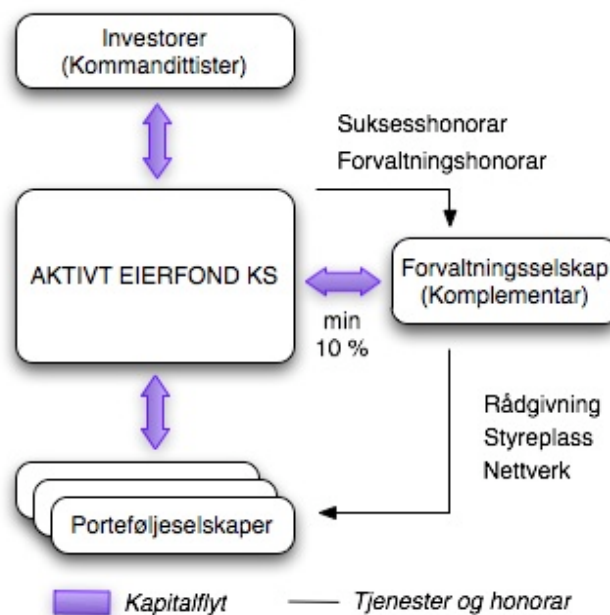 Investorer
(Kommandittister)
Suksesshonorar
Forvaltningshonorar
AKTIVT EIERFOND KS
min
10 %
Forvaltningsselskap
(Komplementar)
Rådgivning
Styreplass
Nettverk
Porteføljeselskaper
Kapitalflyt
Tjenester og honorar